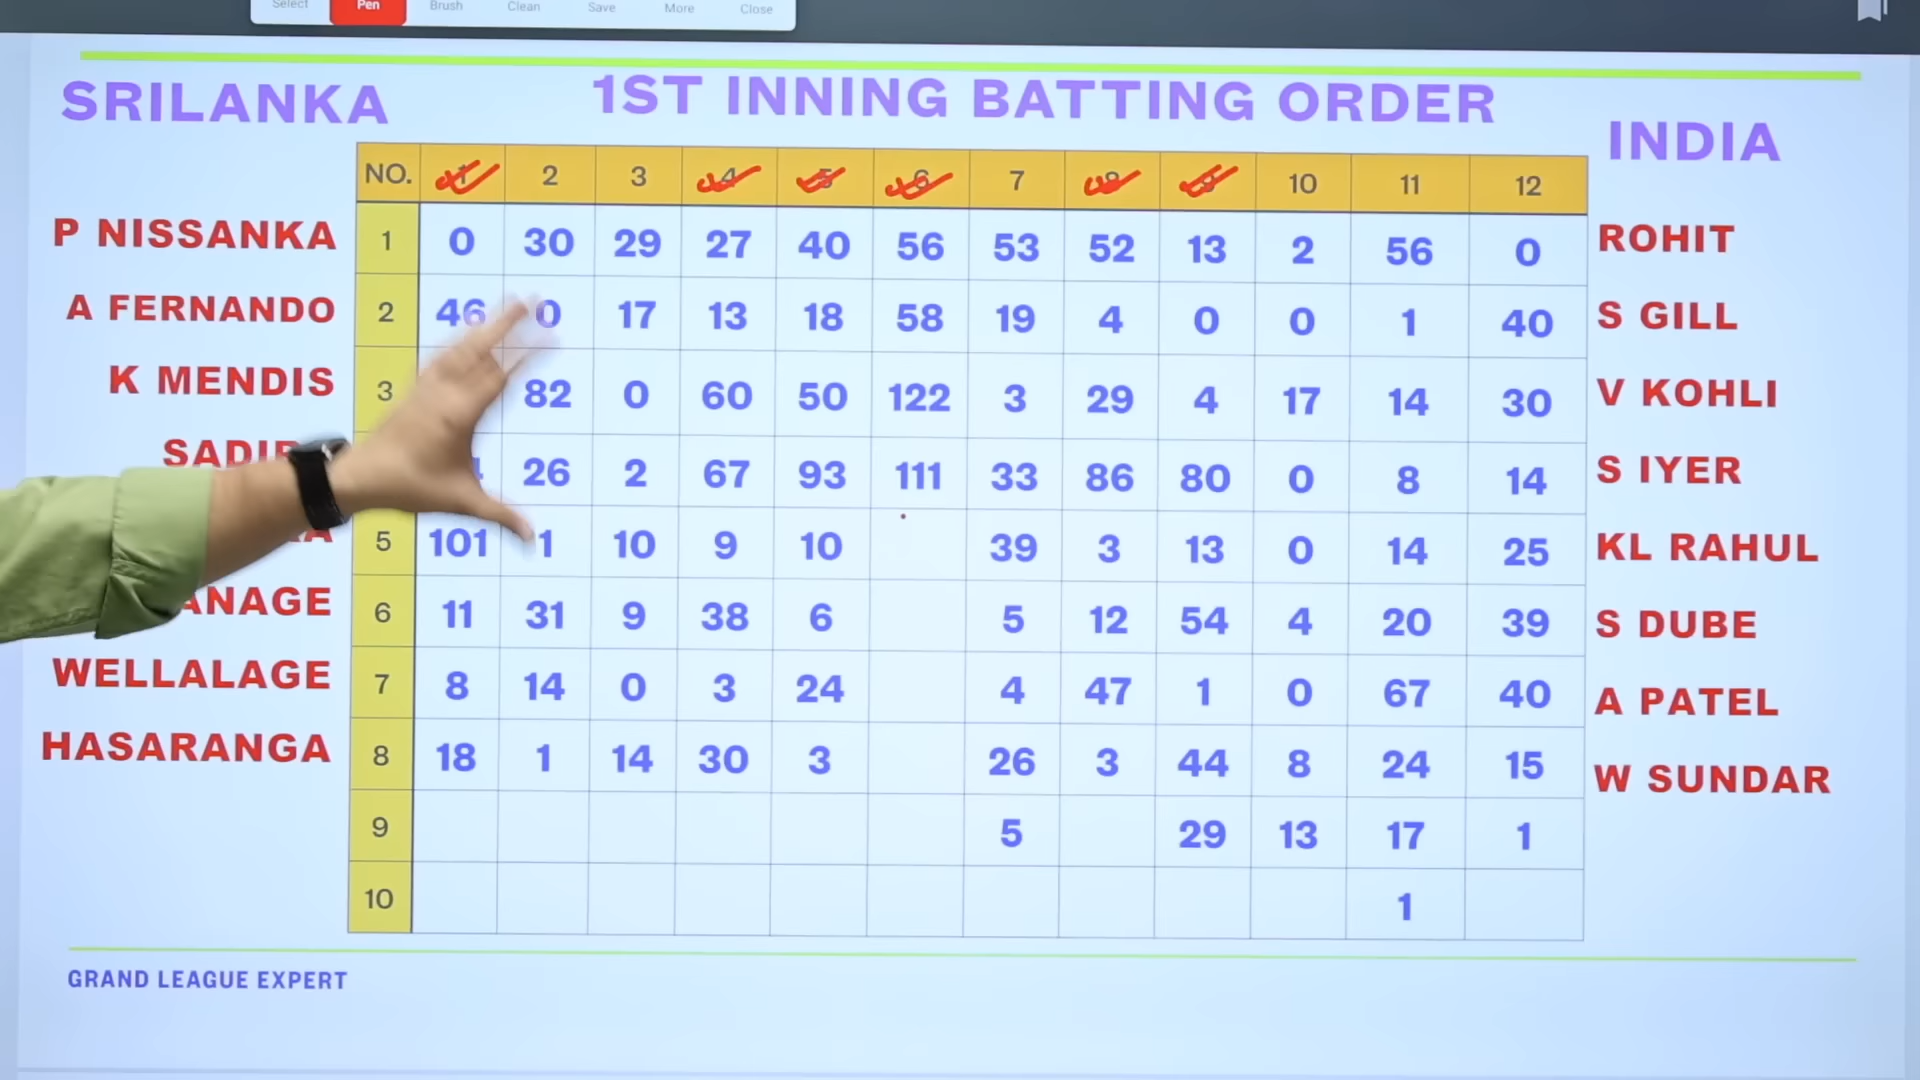 Select Pen Brush Clean Save More Close
SRILANKA 1ST INNING BATTING ORDER INDIA
NO. 1 2 3 4 5 6 7 8 9 10 11 12
P NISSANKA 1 0 30 29 27 40 56 53 52 13 2 56 0 ROHIT
A FERNANDO 2 46 0 17 13 18 58 19 4 0 0 1 40 S GILL
K MENDIS 3 82 0 60 50 122 3 29 4 17 14 30 V KOHLI
26 2 67 93 111 33 86 80 0 8 14 S IYER
5 101 1 10 9 10 39 3 13 0 14 25 KL RAHUL
6 11 31 9 38 6 5 12 54 4 20 39 S DUBE
WELLALAGE 7 8 14 0 3 24 4 47 1 0 67 40 A PATEL
HASARANGA 8 18 1 14 30 3 26 3 44 8 24 15 W SUNDAR
9 5 29 13 17 1
10 1
GRAND LEAGUE EXPERT